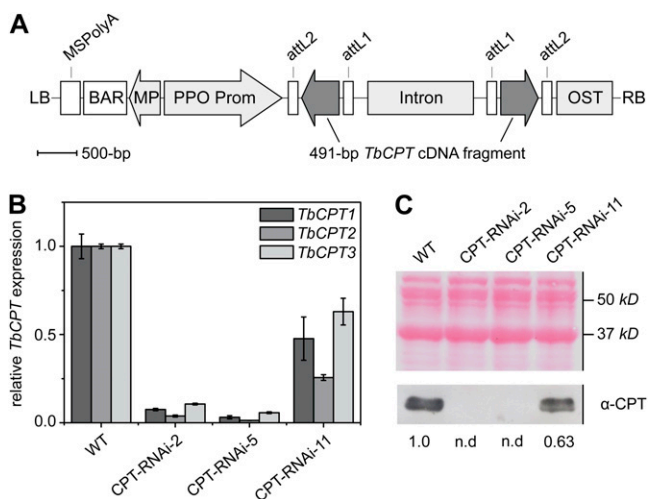 A
MSPolyA
attL2
attL1
attL1
attL2
LB
BAR
MP
PPO Prom
Intron
OST
RB
500-bp
491-bp TbCPT cDNA fragment
B
relative TbCPT expression
1.0
0.5
0.0
TbCPT1
TbCPT2
TbCPT3
WT
CPT-RNAi-2
CPT-RNAi-5
CPT-RNAi-11
C
WT
CPT-RNAi-2
CPT-RNAi-5
CPT-RNAi-11
50 kD
37 kD
α-CPT
1.0 n.d n.d 0.63